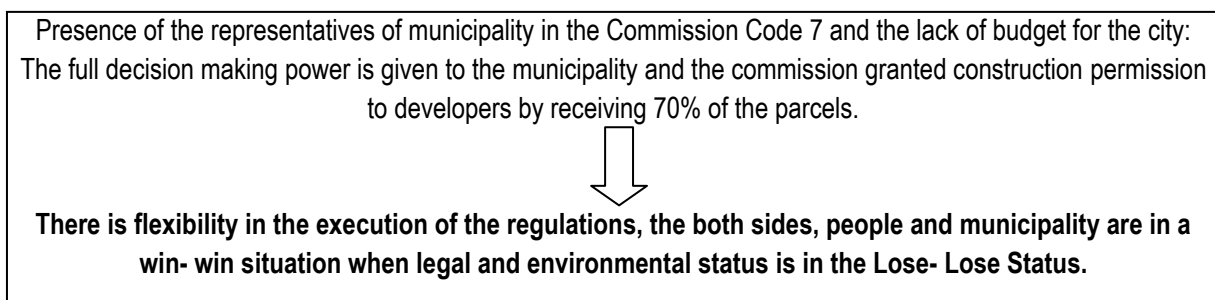 Presence of the representatives of municipality in the Commission Code 7 and the lack of budget for the city:
The full decision making power is given to the municipality and the commission granted construction permission
to developers by receiving 70% of the parcels.
There is flexibility in the execution of the regulations, the both sides, people and municipality are in a
win- win situation when legal and environmental status is in the Lose- Lose Status.